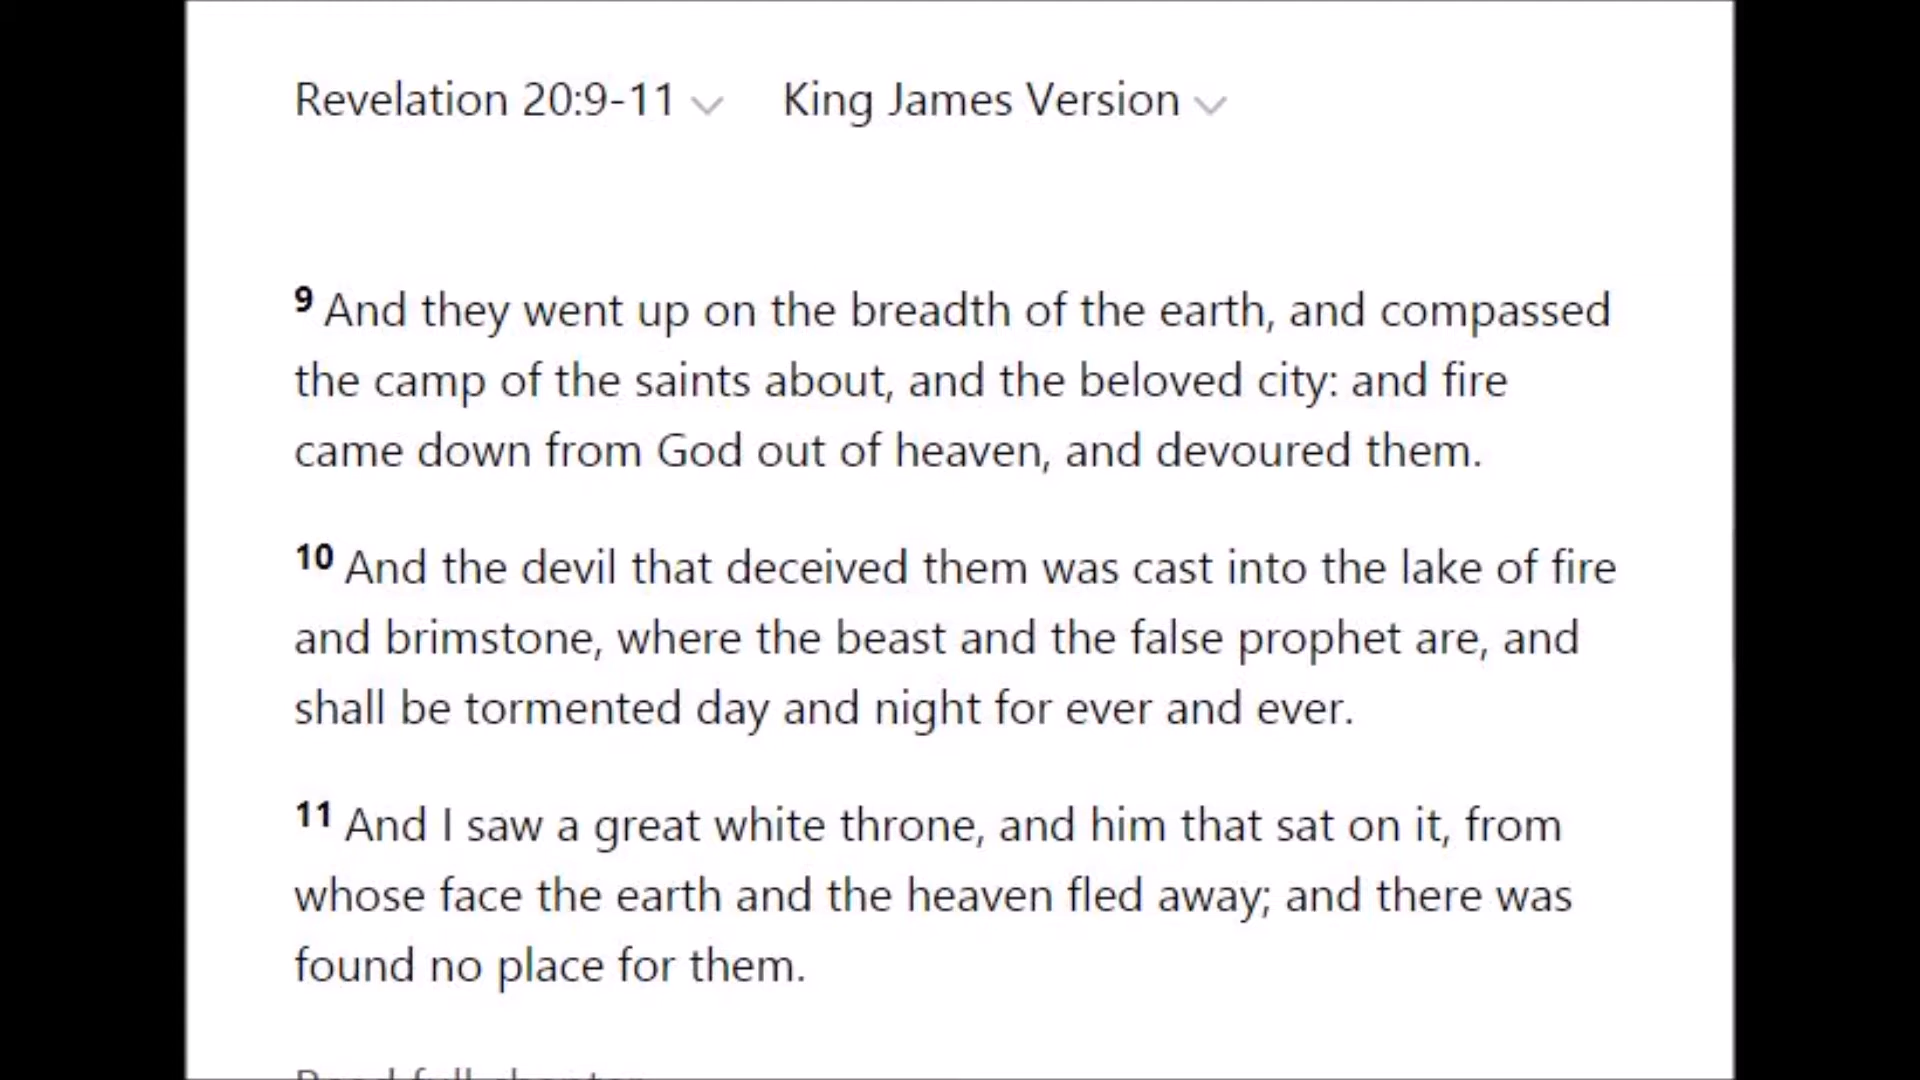 Revelation 20:9-11 King James Version
9 And they went up on the breadth of the earth, and compassed
the camp of the saints about, and the beloved city: and fire
came down from God out of heaven, and devoured them.
10 And the devil that deceived them was cast into the lake of fire
and brimstone, where the beast and the false prophet are, and
shall be tormented day and night for ever and ever.
11 And I saw a great white throne, and him that sat on it, from
whose face the earth and the heaven fled away; and there was
found no place for them.
Read full chapter